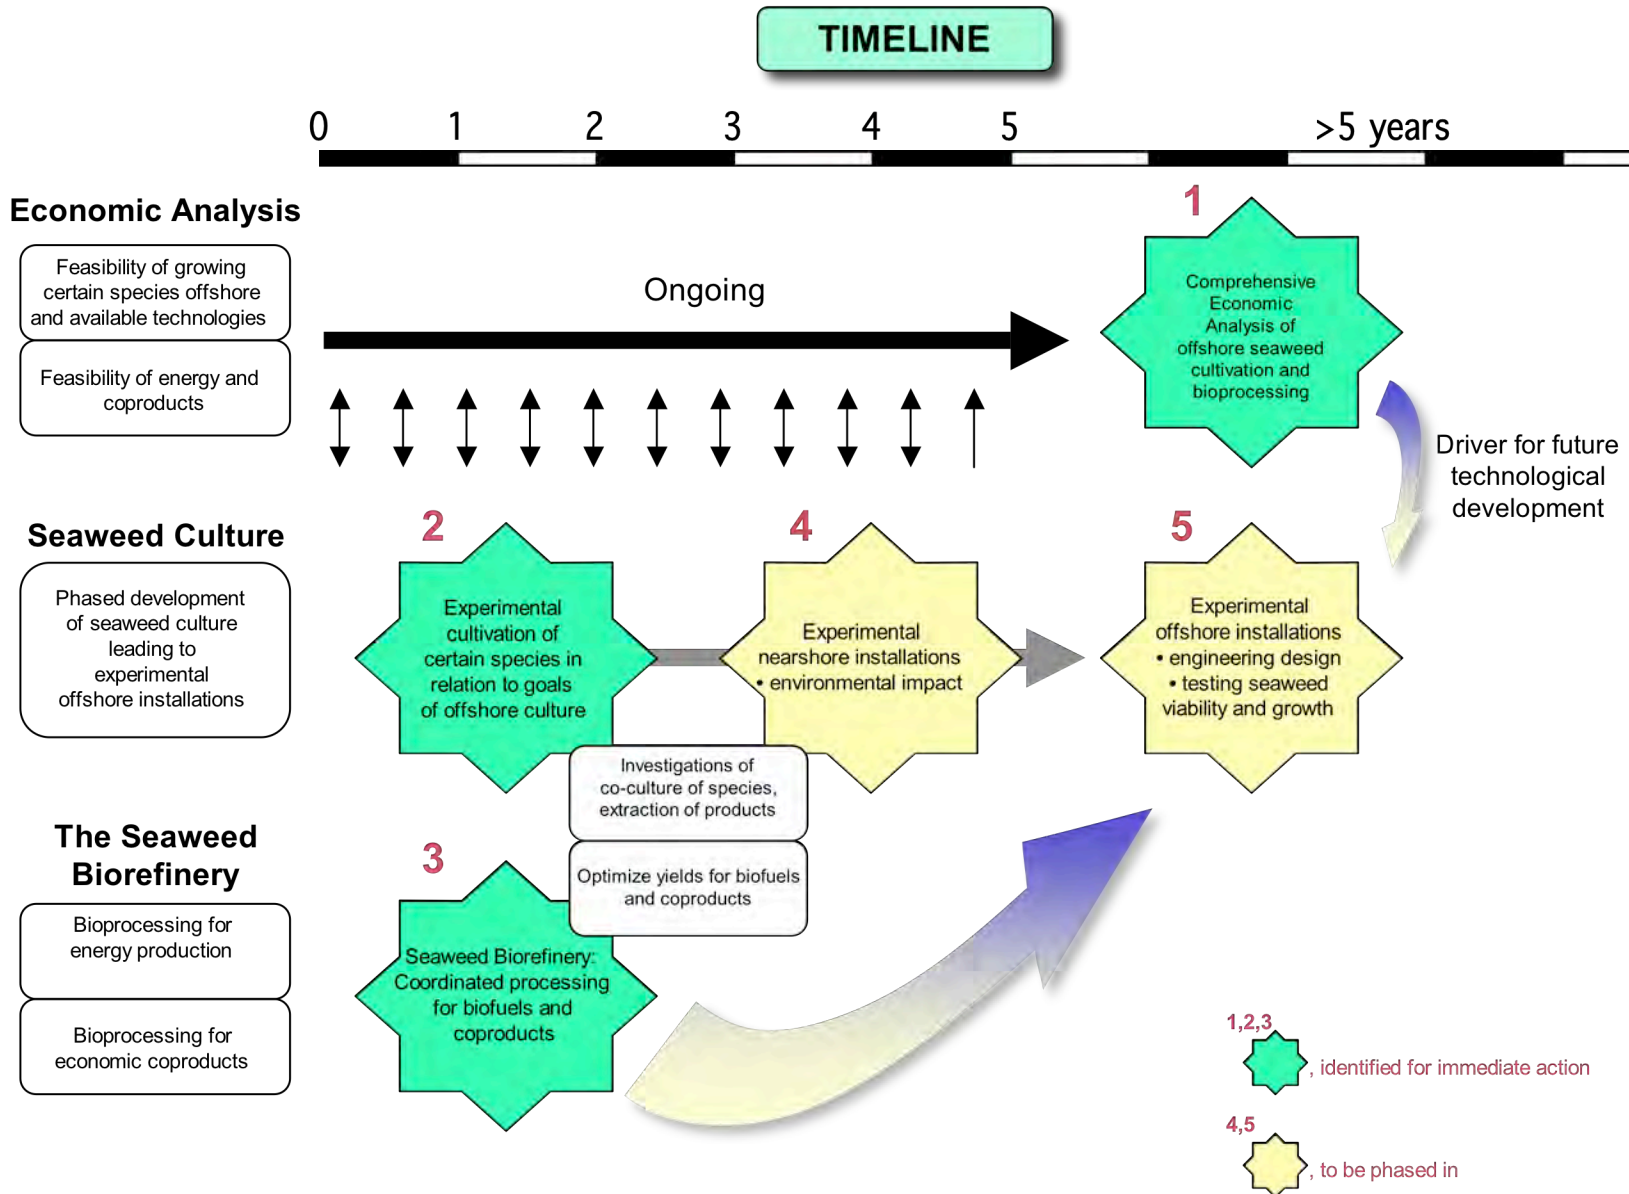 TIMELINE
0 1 2 3 4 5 >5 years
Economic Analysis
Feasibility of growing
certain species offshore
and available technologies
Feasibility of energy and
coproducts
Ongoing
1
Comprehensive
Economic
Analysis of
offshore seaweed
cultivation and
bioprocessing
Driver for future
technological
development
Seaweed Culture
Phased development
of seaweed culture
leading to
experimental
offshore installations
2
Experimental
cultivation of
certain species in
relation to goals
of offshore culture
4
Experimental
nearshore installations
• environmental impact
5
Experimental
offshore installations
• engineering design
• testing seaweed
viability and growth
Investigations of
co-culture of species,
extraction of products
Optimize yields for biofuels
and coproducts
The Seaweed
Biorefinery
Bioprocessing for
energy production
Bioprocessing for
economic coproducts
3
Seaweed Biorefinery:
Coordinated processing
for biofuels and
coproducts
1,2,3
, identified for immediate action
4,5
, to be phased in